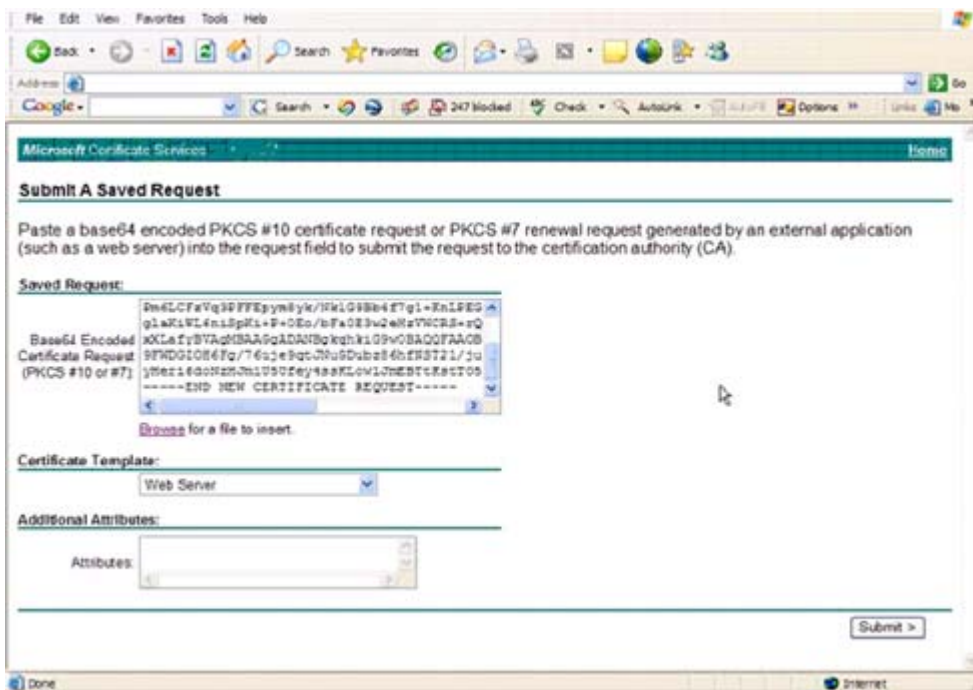 File Edit View Favorites Tools Help
Back Search Favorites
Address Go
Google Search 247 blocked Check AutoLink Options Links
Microsoft Certificate Services Home
Submit A Saved Request
Paste a base64 encoded PKCS #10 certificate request or PKCS #7 renewal request generated by an external application
(such as a web server) into the request field to submit the request to the certification authority (CA).
Saved Request:
Base64 Encoded
Certificate Request
(PKCS #10 or #7):
-----END NEW CERTIFICATE REQUEST-----
Browse for a file to insert.
Certificate Template:
Web Server
Additional Attributes:
Attributes:
Submit >
Done Internet